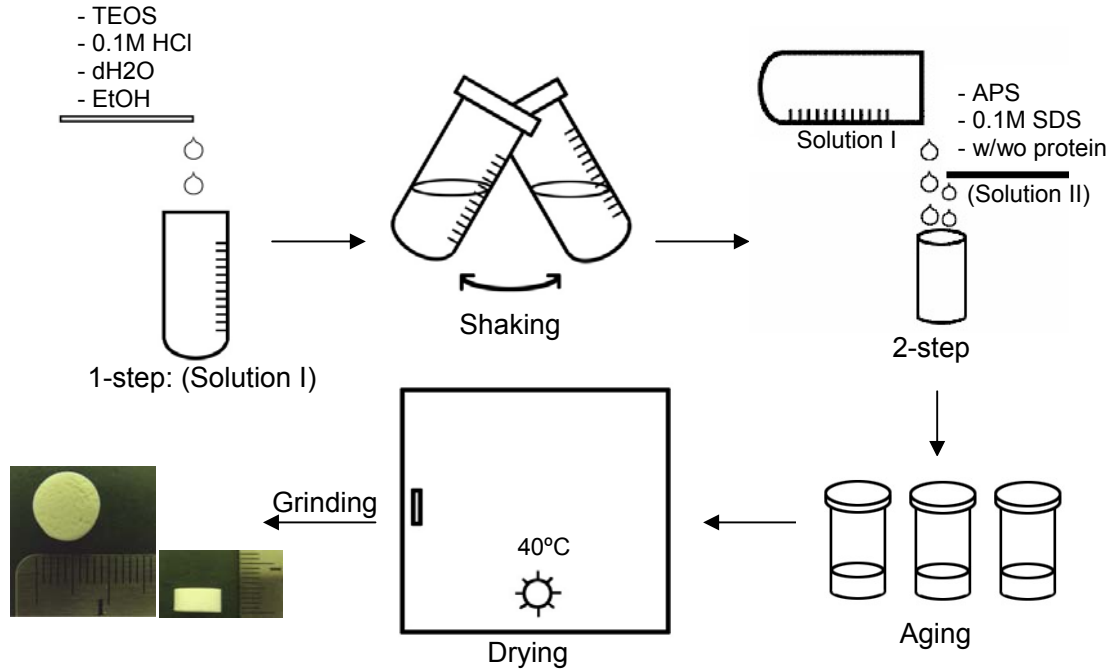 - TEOS
- 0.1M HCl
- dH2O
- EtOH
1-step: (Solution I)
Shaking
Solution I
- APS
- 0.1M SDS
- w/wo protein
(Solution II)
2-step
Aging
40ºC
Drying
Grinding
1